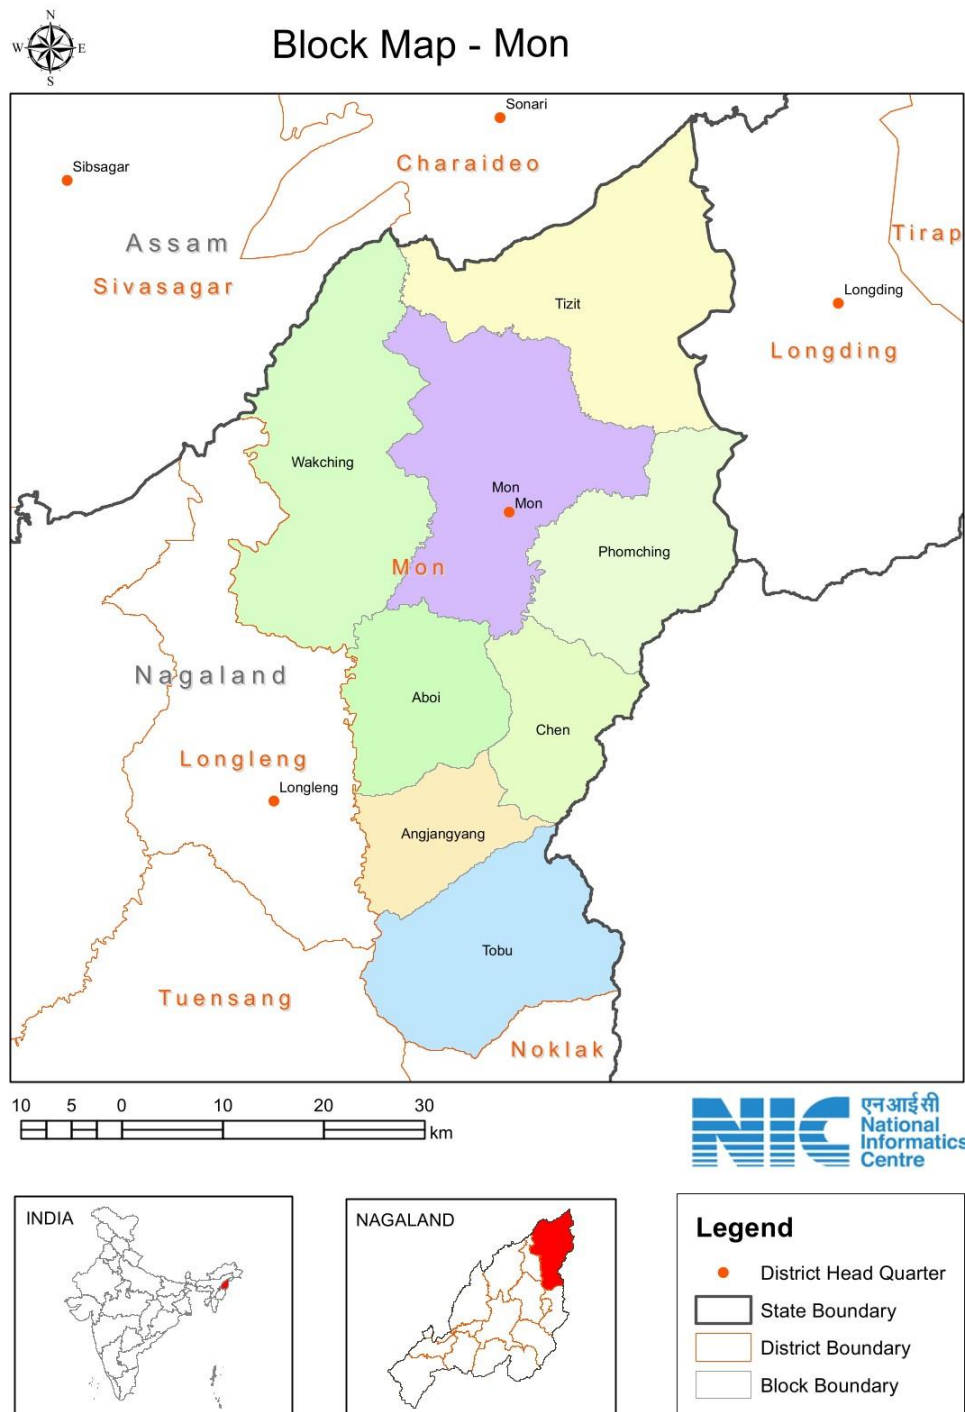 N
W E
S
Block Map - Mon
Sonari
Charaideo
Sibsagar
Assam
Sivasagar
Tirap
Tizit
Longding
Longding
Wakching
Mon
Mon
Phomching
Mon
Nagaland
Aboi
Chen
Longleng
Longleng
Angjangyang
Tobu
Tuensang
Noklak
10 5 0 10 20 30
km
NIC
एनआईसी
National
Informatics
Centre
INDIA
NAGALAND
Legend
District Head Quarter
State Boundary
District Boundary
Block Boundary